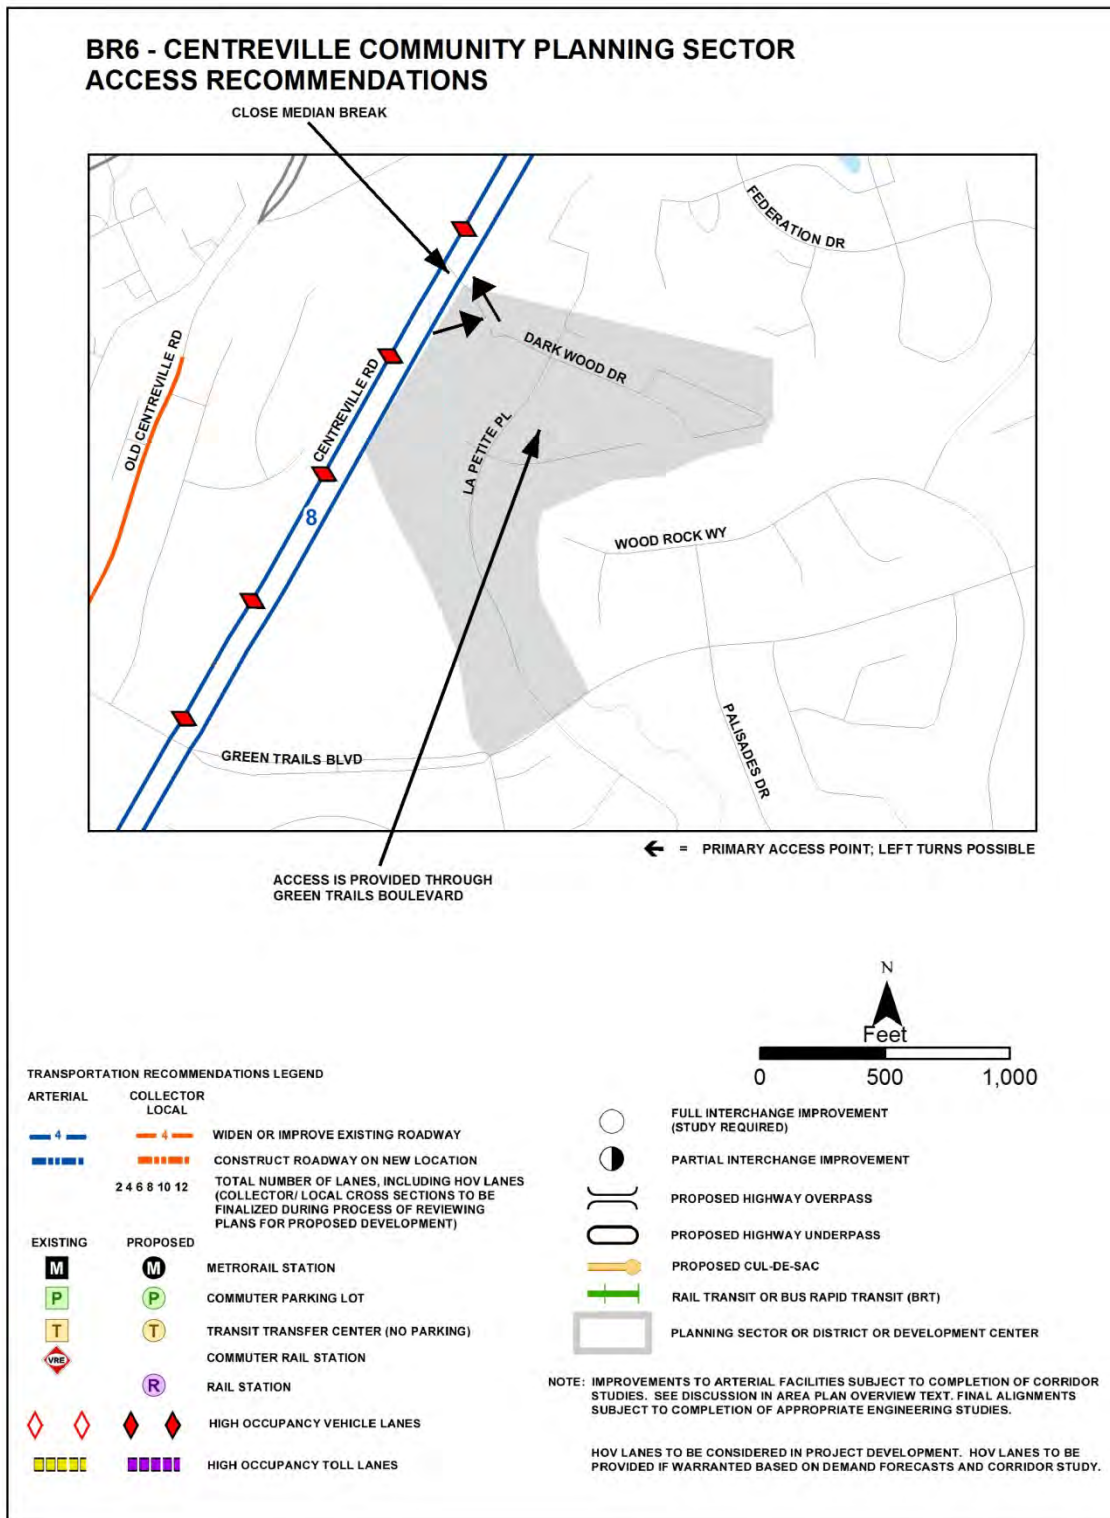 BR6 - CENTREVILLE COMMUNITY PLANNING SECTOR
ACCESS RECOMMENDATIONS
CLOSE MEDIAN BREAK
FEDERATION DR
OLD CENTREVILLE RD
CENTREVILLE RD
DARK WOOD DR
LA PETITE PL
8
WOOD ROCK WY
PALISADES DR
GREEN TRAILS BLVD
= PRIMARY ACCESS POINT; LEFT TURNS POSSIBLE
ACCESS IS PROVIDED THROUGH
GREEN TRAILS BOULEVARD
N
Feet
0 500 1,000
TRANSPORTATION RECOMMENDATIONS LEGEND
ARTERIAL COLLECTOR
LOCAL
4 4 WIDEN OR IMPROVE EXISTING ROADWAY
CONSTRUCT ROADWAY ON NEW LOCATION
2 4 6 8 10 12 TOTAL NUMBER OF LANES, INCLUDING HOV LANES
(COLLECTOR/ LOCAL CROSS SECTIONS TO BE
FINALIZED DURING PROCESS OF REVIEWING
PLANS FOR PROPOSED DEVELOPMENT)
EXISTING PROPOSED
M M METRORAIL STATION
P P COMMUTER PARKING LOT
T T TRANSIT TRANSFER CENTER (NO PARKING)
VRE COMMUTER RAIL STATION
R RAIL STATION
HIGH OCCUPANCY VEHICLE LANES
HIGH OCCUPANCY TOLL LANES
FULL INTERCHANGE IMPROVEMENT
(STUDY REQUIRED)
PARTIAL INTERCHANGE IMPROVEMENT
PROPOSED HIGHWAY OVERPASS
PROPOSED HIGHWAY UNDERPASS
PROPOSED CUL-DE-SAC
RAIL TRANSIT OR BUS RAPID TRANSIT (BRT)
PLANNING SECTOR OR DISTRICT OR DEVELOPMENT CENTER
NOTE: IMPROVEMENTS TO ARTERIAL FACILITIES SUBJECT TO COMPLETION OF CORRIDOR
STUDIES. SEE DISCUSSION IN AREA PLAN OVERVIEW TEXT. FINAL ALIGNMENTS
SUBJECT TO COMPLETION OF APPROPRIATE ENGINEERING STUDIES.
HOV LANES TO BE CONSIDERED IN PROJECT DEVELOPMENT. HOV LANES TO BE
PROVIDED IF WARRANTED BASED ON DEMAND FORECASTS AND CORRIDOR STUDY.